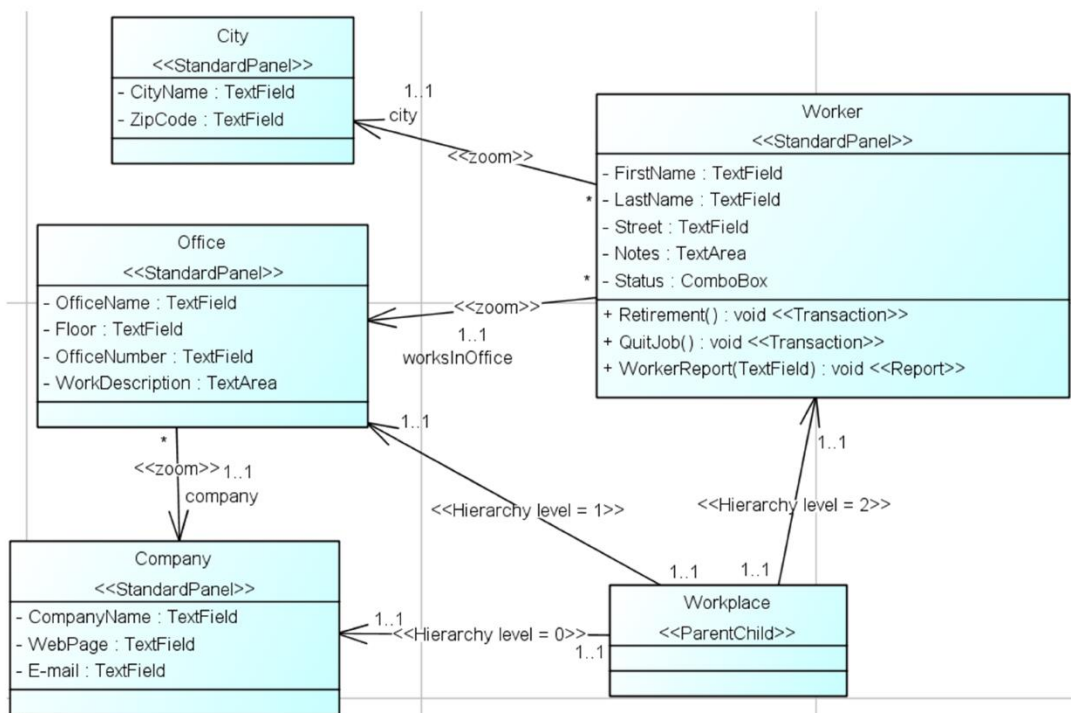 City
<<StandardPanel>>
- CityName : TextField
- ZipCode : TextField
1..1
city
<<zoom>>
*
Worker
<<StandardPanel>>
- FirstName : TextField
- LastName : TextField
- Street : TextField
- Notes : TextArea
- Status : ComboBox
+ Retirement() : void <<Transaction>>
+ QuitJob() : void <<Transaction>>
+ WorkerReport(TextField) : void <<Report>>
Office
<<StandardPanel>>
- OfficeName : TextField
- Floor : TextField
- OfficeNumber : TextField
- WorkDescription : TextArea
*
<<zoom>>
1..1
worksInOffice
*
<<zoom>>
1..1
company
1..1
<<Hierarchy level = 1>>
1..1
1..1
<<Hierarchy level = 2>>
1..1
Company
<<StandardPanel>>
- CompanyName : TextField
- WebPage : TextField
- E-mail : TextField
1..1
<<Hierarchy level = 0>>
1..1
Workplace
<<ParentChild>>